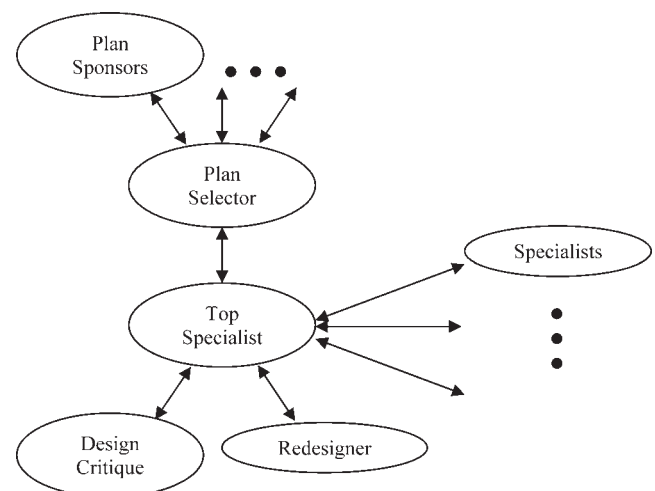 Plan
Sponsors
Plan
Selector
Specialists
Top
Specialist
Design
Critique
Redesigner